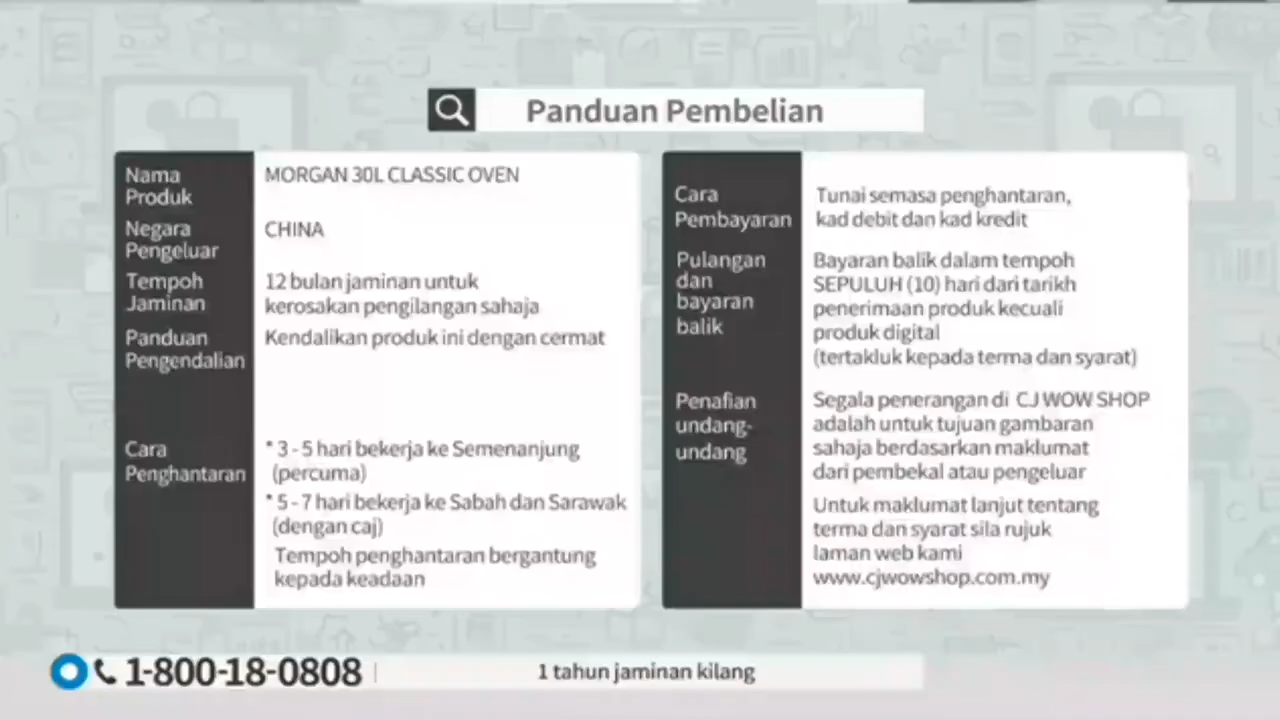 Panduan Pembelian
Nama
Produk
MORGAN 30L CLASSIC OVEN
Negara
Pengeluar
CHINA
Tempoh
Jaminan
12 bulan jaminan untuk
kerosakan pengilangan sahaja
Panduan
Pengendalian
Kendalikan produk ini dengan cermat
Cara
Penghantaran
* 3 - 5 hari bekerja ke Semenanjung
(percuma)
* 5 - 7 hari bekerja ke Sabah dan Sarawak
(dengan caj)
Tempoh penghantaran bergantung
kepada keadaan
Cara
Pembayaran
Tunai semasa penghantaran,
kad debit dan kad kredit
Pulangan
dan
bayaran
balik
Bayaran balik dalam tempoh
SEPULUH (10) hari dari tarikh
penerimaan produk kecuali
produk digital
(tertakluk kepada terma dan syarat)
Penafian
undang-
undang
Segala penerangan di CJ WOW SHOP
adalah untuk tujuan gambaran
sahaja berdasarkan maklumat
dari pembekal atau pengeluar
Untuk maklumat lanjut tentang
terma dan syarat sila rujuk
laman web kami
www.cjwowshop.com.my
1-800-18-0808
1 tahun jaminan kilang